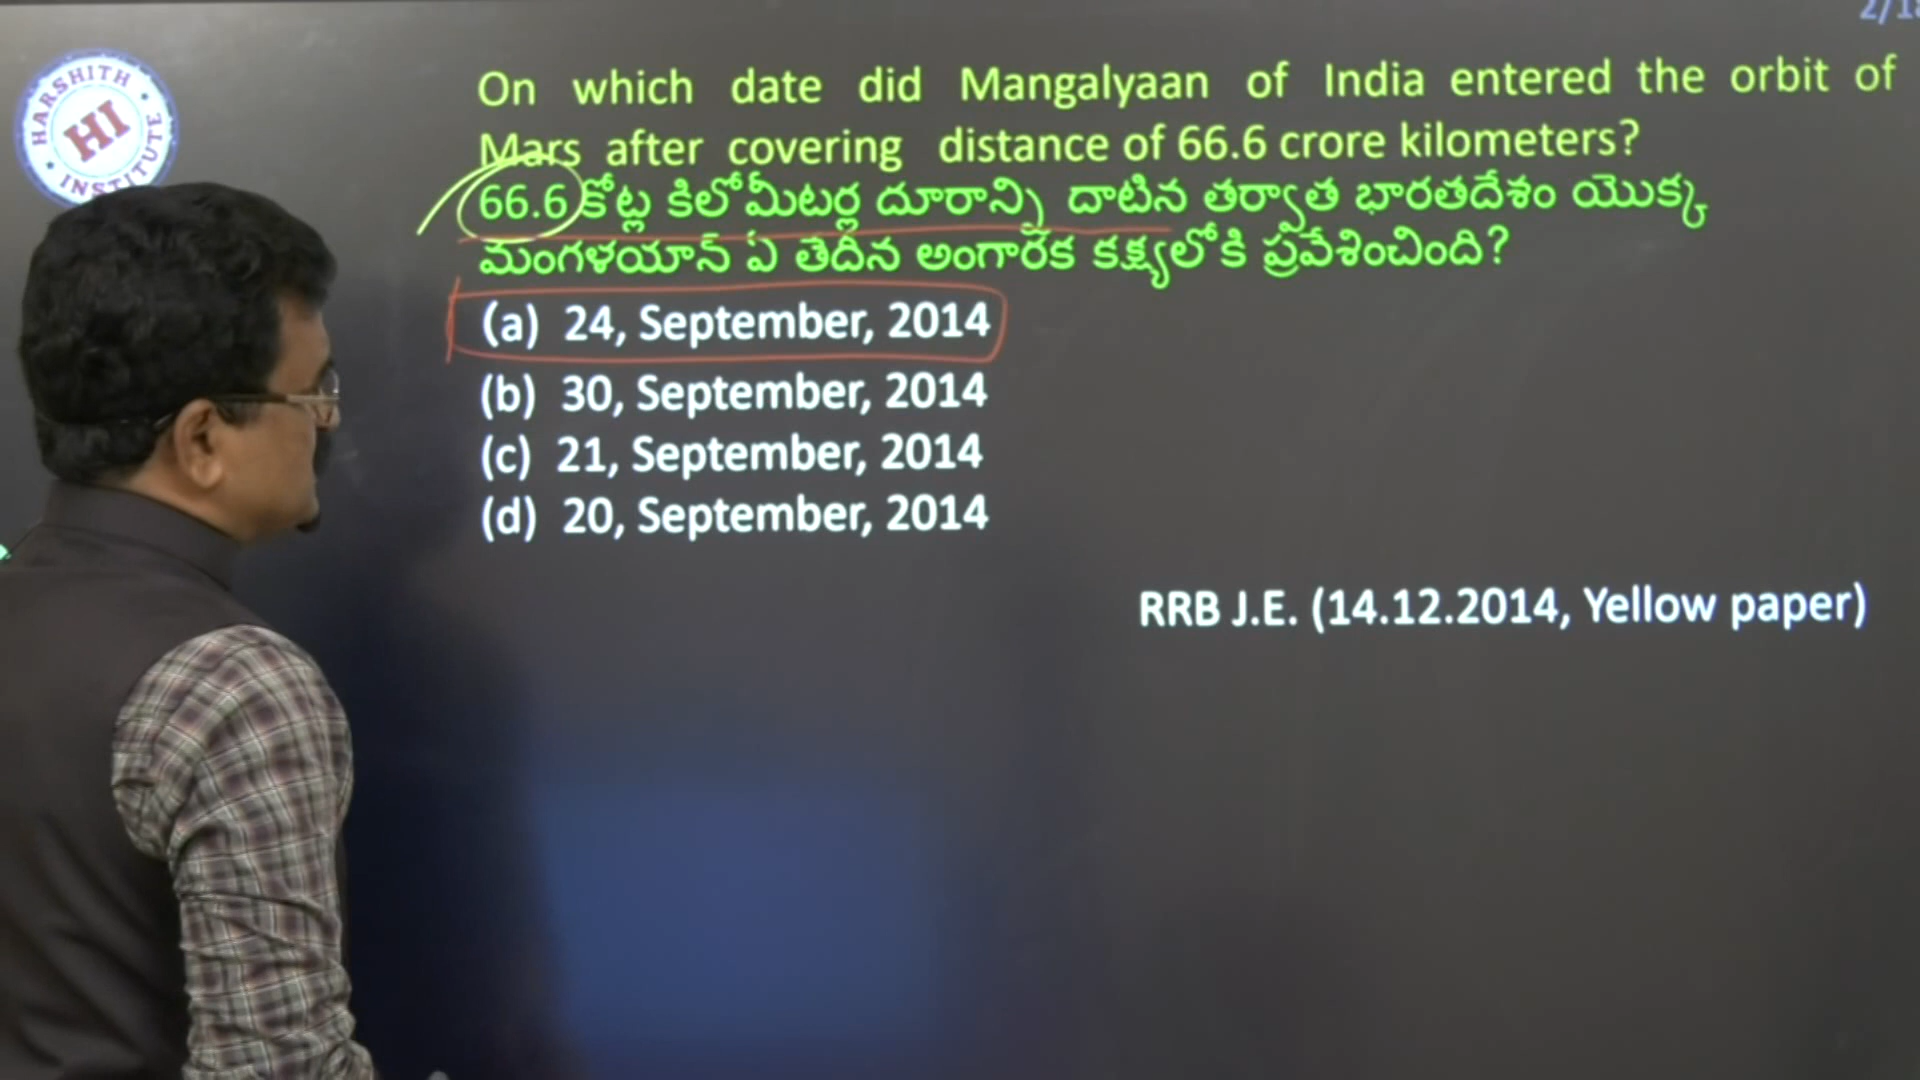 2/18
HARSHITH
HI
INSTITUTE
On which date did Mangalyaan of India entered the orbit of
Mars after covering distance of 66.6 crore kilometers?
66.6 కోట్ల కిలోమీటర్ల దూరాన్ని దాటిన తర్వాత భారతదేశం యొక్క
మంగళయాన్ ఏ తేదీన అంగారక కక్ష్యలోకి ప్రవేశించింది?
(a) 24, September, 2014
(b) 30, September, 2014
(c) 21, September, 2014
(d) 20, September, 2014
RRB J.E. (14.12.2014, Yellow paper)